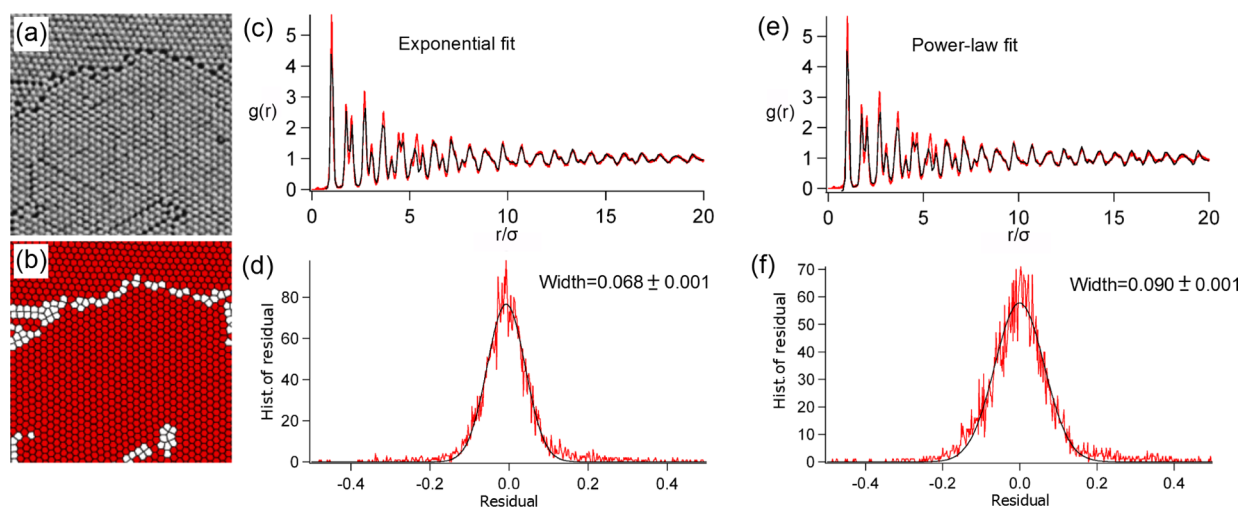 (a)
(b)
(c)
Exponential fit
g(r)
5
4
3
2
1
0
0 5 10 15 20
r/σ
(d)
Width=0.068 ± 0.001
Hist. of residual
80
60
40
20
0
-0.4 -0.2 0.0 0.2 0.4
Residual
(e)
Power-law fit
g(r)
5
4
3
2
1
0
0 5 10 15 20
r/σ
(f)
Width=0.090 ± 0.001
Hist. of residual
70
60
50
40
30
20
10
0
-0.4 -0.2 0.0 0.2 0.4
Residual